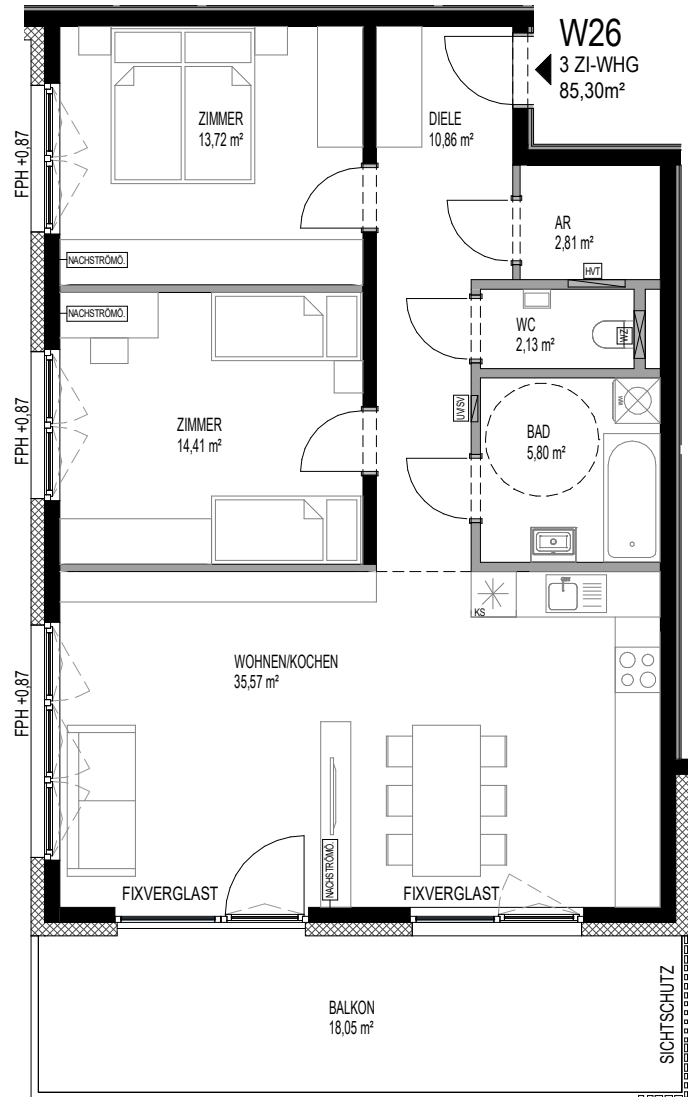 W26
3 ZI-WHG
85,30m²
ZIMMER
13,72 m²
DIELE
10,86 m²
FPH +0,87
AR
2,81 m²
NACHSTRÖMÖ.
HVT
NACHSTRÖMÖ.
WC
2,13 m²
WZ
FPH +0,87
ZIMMER
14,41 m²
UV/SV
BAD
5,80 m²
WM
KS
WOHNEN/KOCHEN
35,57 m²
FPH +0,87
NACHSTRÖMÖ.
FIXVERGLAST
FIXVERGLAST
BALKON
18,05 m²
SICHTSCHUTZ